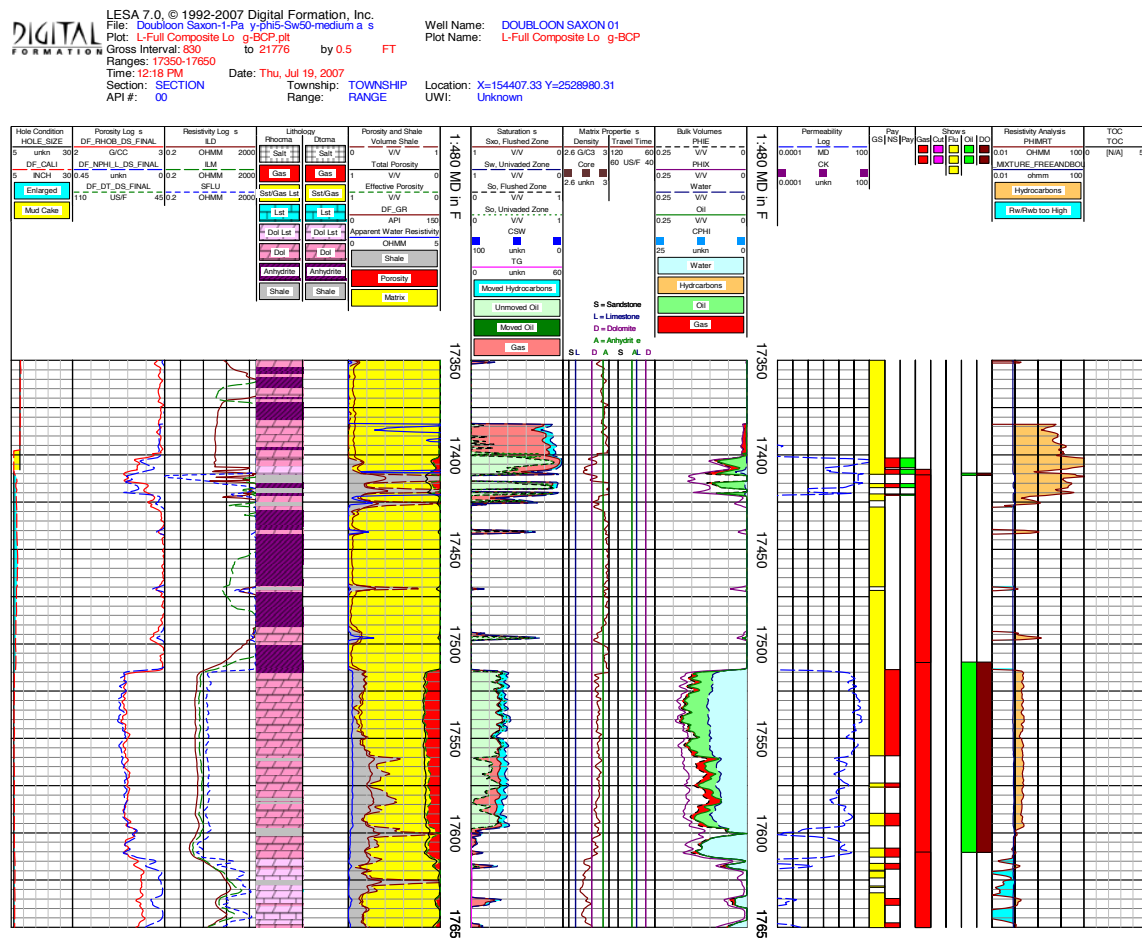 LESA 7.0, © 1992-2007 Digital Formation, Inc.
DIGITAL
FORMATION
File: Doubloon Saxon-1-Pa y-phi5-Sw50-medium a s
Well Name: DOUBLOON SAXON 01
Plot: L-Full Composite Lo g-BCP.plt
Plot Name: L-Full Composite Lo g-BCP
Gross Interval: 830 to 21776 by 0.5 FT
Ranges: 17350-17650
Time: 12:18 PM Date: Thu, Jul 19, 2007
Section: SECTION Township: TOWNSHIP Location: X=154407.33 Y=2528980.31
API #: 00 Range: RANGE UWI: Unknown
Hole Condition
HOLE_SIZE
5 unkn 30
DF_CALI
5 INCH 30
Enlarged
Mud Cake
Porosity Log s
DF_RHOB_DS_FINAL
2 G/CC 3
DF_NPHI_L_DS_FINAL
0.45 unkn 0
DF_DT_DS_FINAL
110 US/F 45
Resistivity Log s
ILD
0.2 OHMM 2000
ILM
0.2 OHMM 2000
SFLU
0.2 OHMM 2000
Lithology
Rhoma Dtcma
Salt Salt
Gas Gas
Sst/Gas Lst Sst/Gas
Lst Lst
Dol Lst Dol Lst
Dol Dol
Anhydrite Anhydrite
Shale Shale
Porosity and Shale
Volume Shale
0 V/V 1
Total Porosity
1 V/V 0
Effective Porosity
1 V/V 0
DF_GR
0 API 150
Apparent Water Resistivity
0 OHMM 5
Shale
Porosity
Matrix
1:480 MD in F
Saturation s
Sxo, Flushed Zone
1 V/V 0
Sw, Univaded Zone
1 V/V 0
So, Flushed Zone
0 V/V 1
So, Univaded Zone
0 V/V 1
CSW
100 unkn 0
TG
0 unkn 60
Moved Hydrocarbons
Unmoved Oil
Moved Oil
Gas
Matrix Propertie s
Density Travel Time
2.6 G/C3 3 120 60
Core 60 US/F 40
2.6 unkn 3
S = Sandstone
L = Limestone
D = Dolomite
A = Anhydrit e
S L D A S A L D
Bulk Volumes
PHIE
0.25 V/V 0
PHIX
0.25 V/V 0
Water
0.25 V/V 0
Oil
0.25 V/V 0
CPHI
25 unkn 0
Water
Hydrcarbons
Oil
Gas
1:480 MD in F
Permeability
Log
0.0001 MD 100
CK
0.0001 unkn 100
Pay
GS NS Pay
Show s
Gas Cut Flu Oil DO
Resistivity Analysis
PHIMRT
0.01 OHMM 100
_MIXTURE_FREEANDBOU
0.01 ohmm 100
Hydrocarbons
Rw/Rwb too High
TOC
TOC
0 [N/A] 5
17350 17350
17400 17400
17450 17450
17500 17500
17550 17550
17600 17600
1765 1765